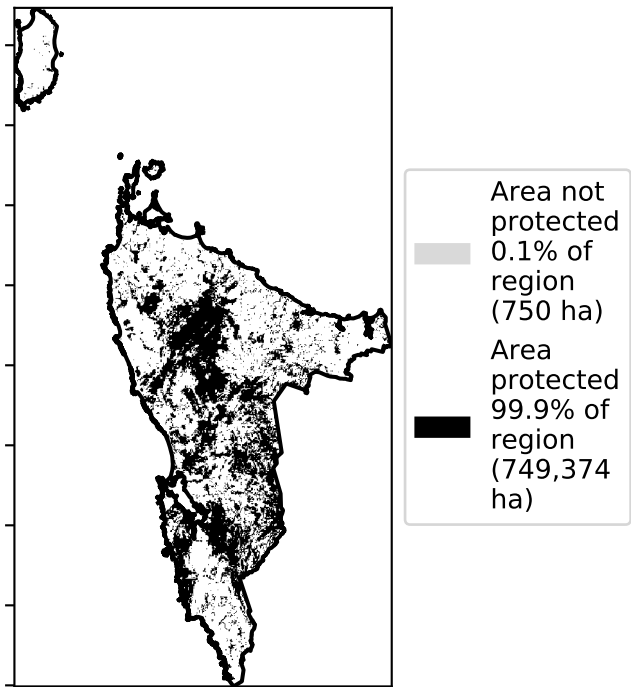 Area not
protected
0.1% of
region
(750 ha)
Area
protected
99.9% of
region
(749,374
ha)